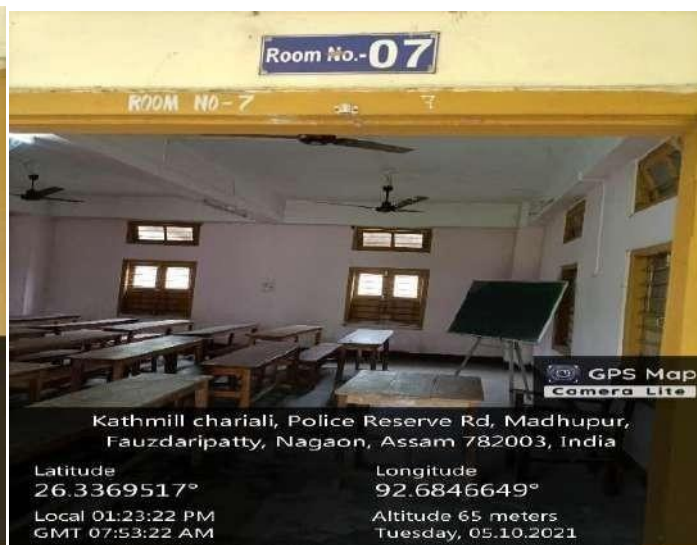 Room No.-07
ROOM NO-7
GPS Map
Camera Lite
Kathmill chariali, Police Reserve Rd, Madhupur,
Fauzdaripatty, Nagaon, Assam 782003, India
Latitude
26.3369517°
Longitude
92.6846649°
Local 01:23:22 PM
GMT 07:53:22 AM
Altitude 65 meters
Tuesday, 05.10.2021